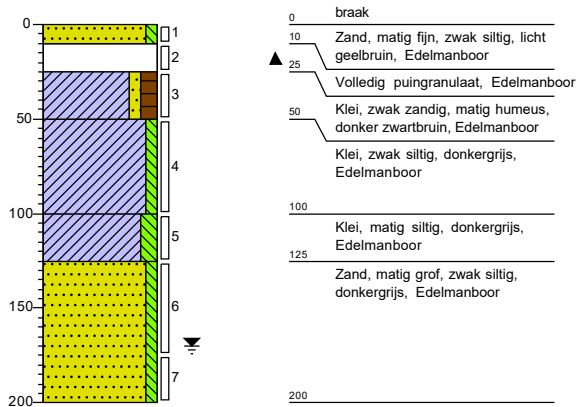 0
50
100
150
200
1
2
3
4
5
6
7
0
braak
10
Zand, matig fijn, zwak siltig, licht
geelbruin, Edelmanboor
25
Volledig puingranulaat, Edelmanboor
50
Klei, zwak zandig, matig humeus,
donker zwartbruin, Edelmanboor
Klei, zwak siltig, donkergrijs,
Edelmanboor
100
Klei, matig siltig, donkergrijs,
Edelmanboor
125
Zand, matig grof, zwak siltig,
donkergrijs, Edelmanboor
200